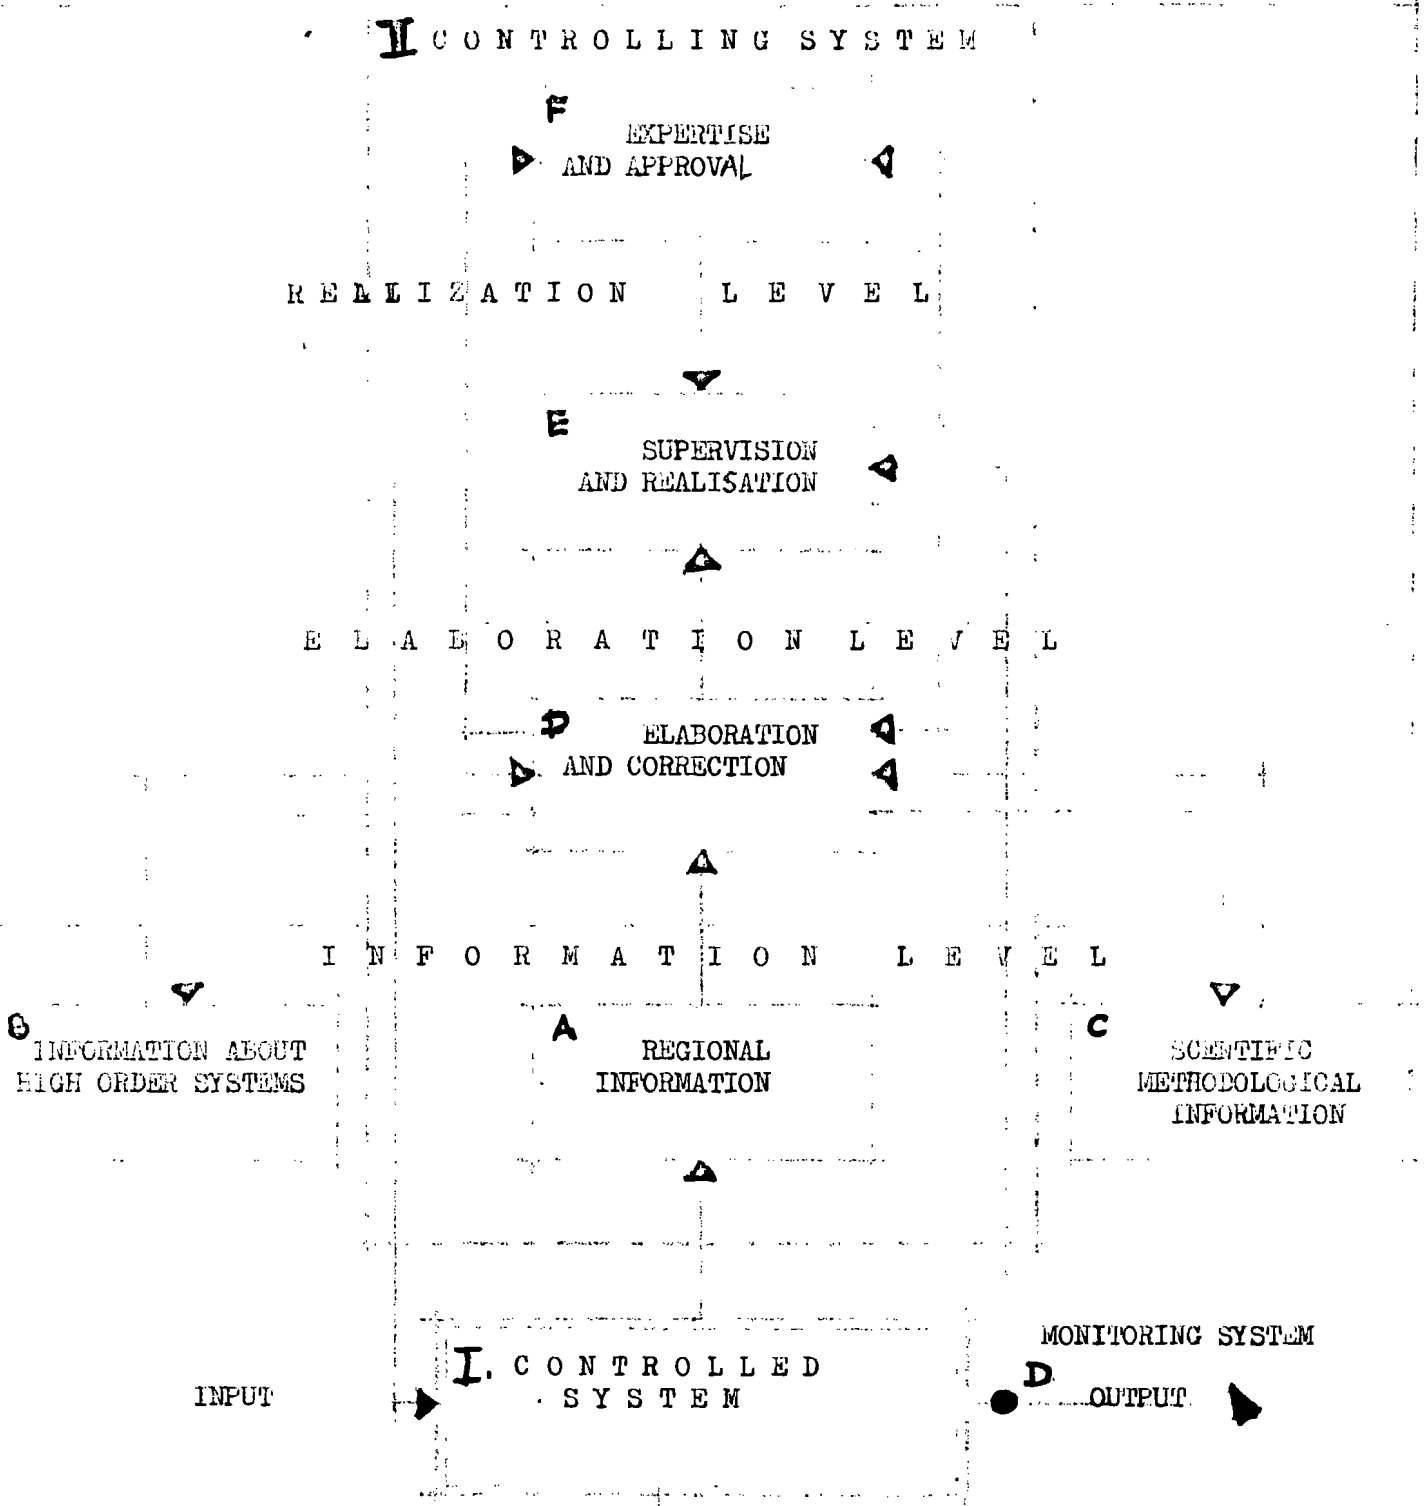 II CONTROLLING SYSTEM
F
EXPERTISE
AND APPROVAL
REALIZATION LEVEL
E
SUPERVISION
AND REALISATION
ELABORATION LEVEL
D
ELABORATION
AND CORRECTION
INFORMATION LEVEL
B
INFORMATION ABOUT
HIGH ORDER SYSTEMS
A
REGIONAL
INFORMATION
C
SCENTIFIC
METHODOLOGICAL
INFORMATION
MONITORING SYSTEM
I. CONTROLLED
SYSTEM
INPUT
D
OUTPUT